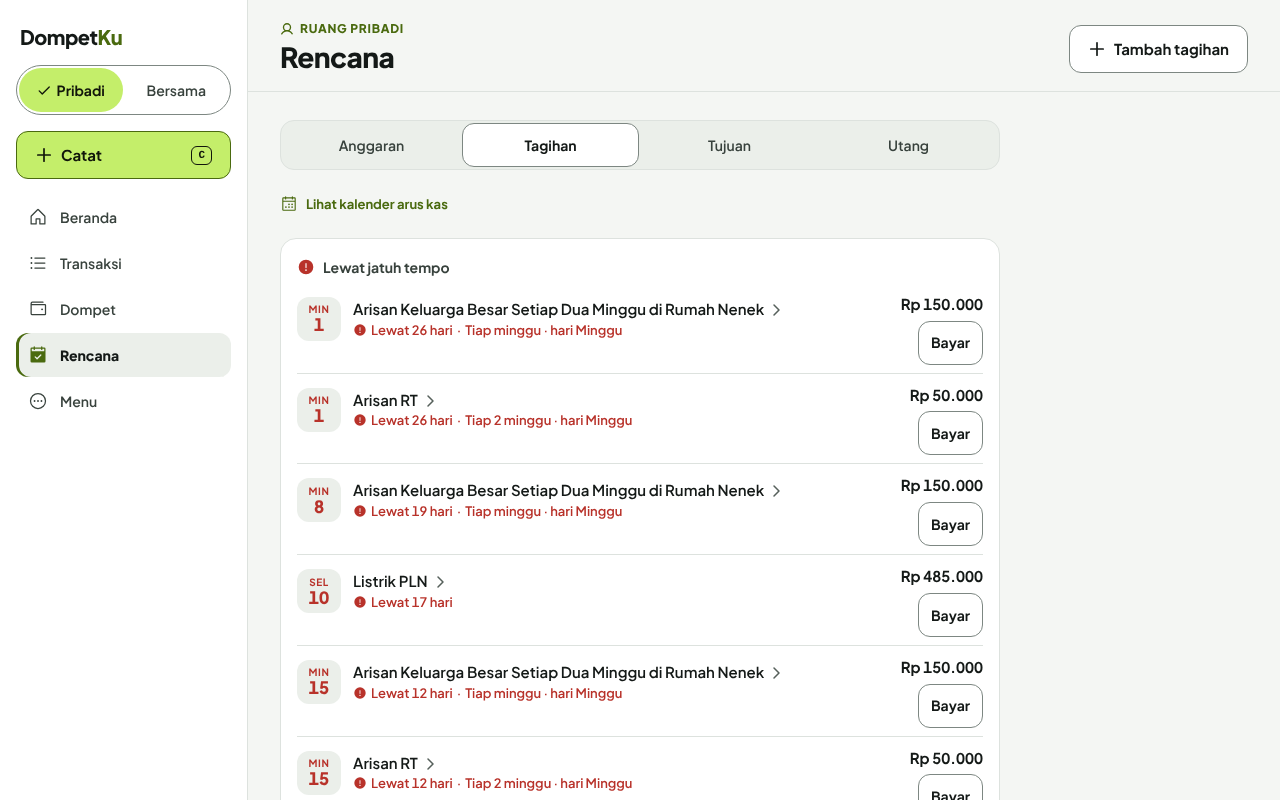 DompetKu
Pribadi
Bersama
Catat
C
Beranda
Transaksi
Dompet
Rencana
Menu
RUANG PRIBADI
Rencana
Tambah tagihan
Anggaran
Tagihan
Tujuan
Utang
Lihat kalender arus kas
Lewat jatuh tempo
MIN
1
Arisan Keluarga Besar Setiap Dua Minggu di Rumah Nenek
Lewat 26 hari · Tiap minggu · hari Minggu
Rp 150.000
Bayar
MIN
1
Arisan RT
Lewat 26 hari · Tiap 2 minggu · hari Minggu
Rp 50.000
Bayar
MIN
8
Arisan Keluarga Besar Setiap Dua Minggu di Rumah Nenek
Lewat 19 hari · Tiap minggu · hari Minggu
Rp 150.000
Bayar
SEL
10
Listrik PLN
Lewat 17 hari
Rp 485.000
Bayar
MIN
15
Arisan Keluarga Besar Setiap Dua Minggu di Rumah Nenek
Lewat 12 hari · Tiap minggu · hari Minggu
Rp 150.000
Bayar
MIN
15
Arisan RT
Lewat 12 hari · Tiap 2 minggu · hari Minggu
Rp 50.000
Bayar